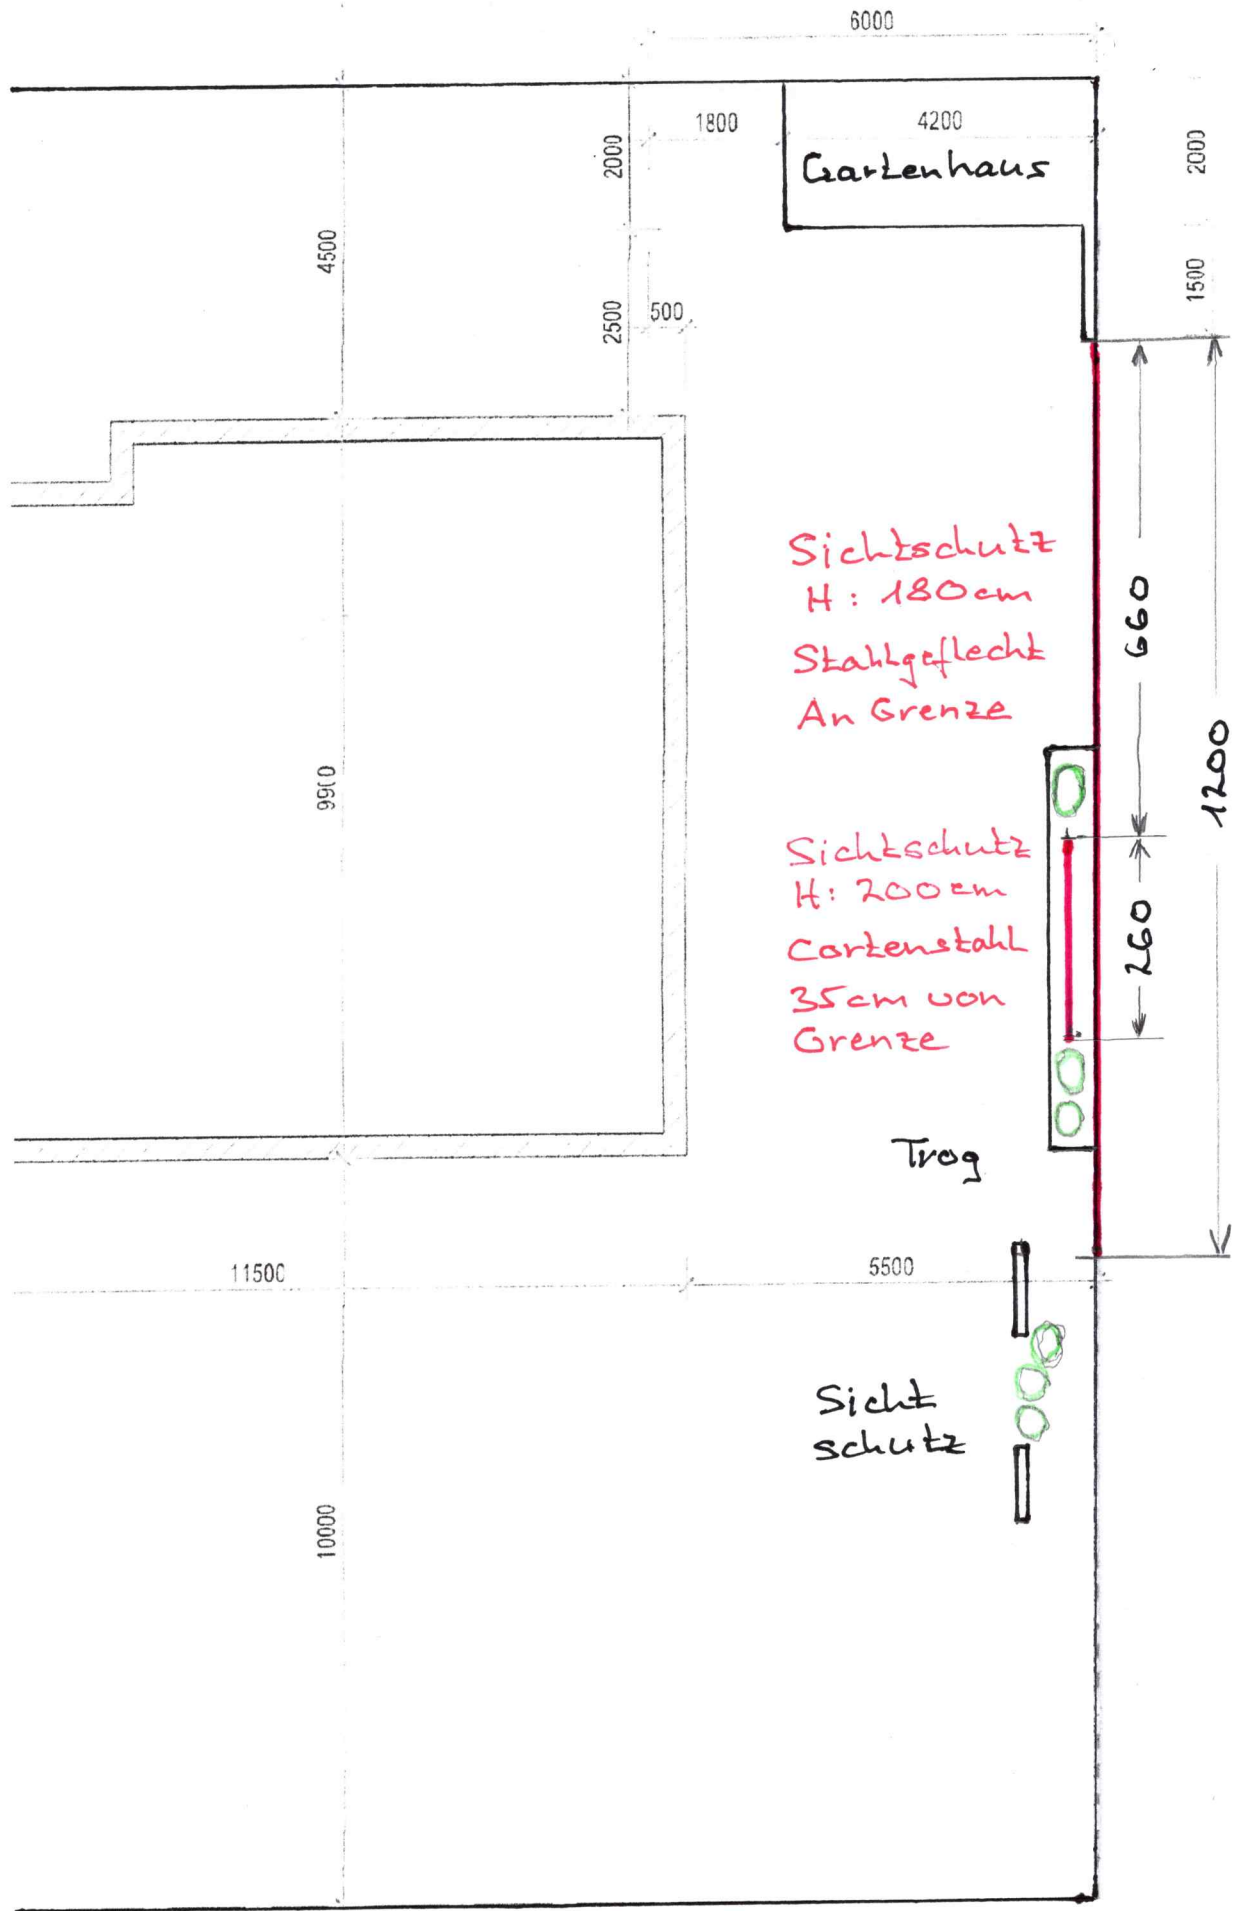 6000
1800
4200
2000
2000
Gartenhaus
4500
1500
2500
500
Sichtschutz
H: 180cm
Stahlgeflecht
An Grenze
660
1200
9900
Sichtschutz
H: 200cm
Cortenstahl
35cm von
Grenze
260
Trog
11500
5500
Sicht
schutz
10000